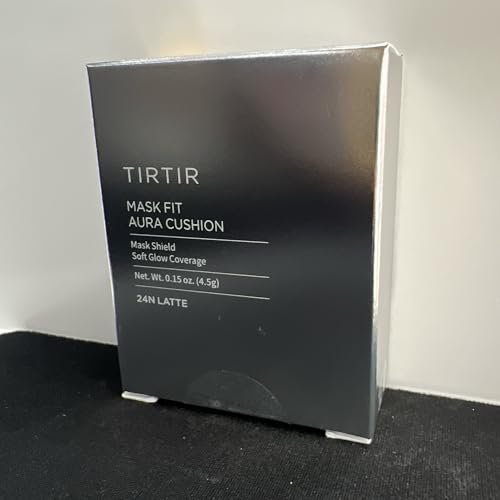 TIRTIR
MASK FIT
AURA CUSHION
Mask Shield
Soft Glow Coverage
Net. Wt. 0.15 oz. (4.5g)
24N LATTE